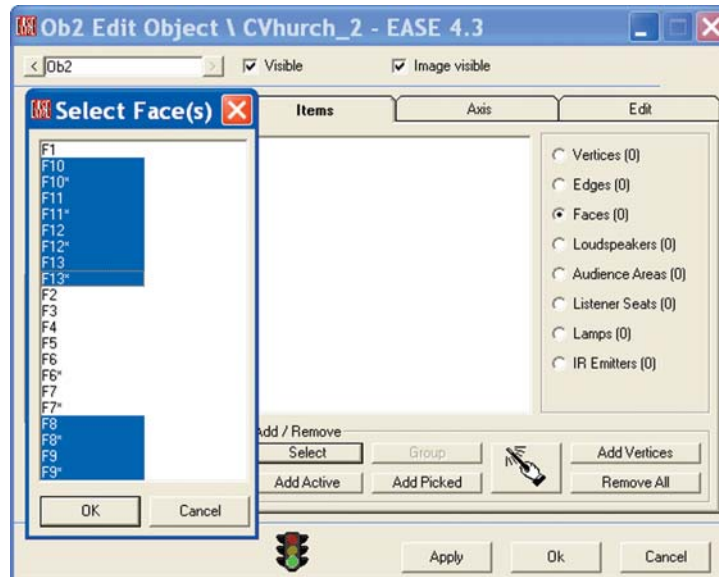 Ob2 Edit Object \ CVhurch_2 - EASE 4.3
< Ob2 >
Visible
Image visible
Select Face(s)
Items
Axis
Edit
F1
F10
F10*
F11
F11*
F12
F12*
F13
F13*
F2
F3
F4
F5
F6
F6*
F7
F7*
F8
F8*
F9
F9*
OK
Cancel
Vertices (0)
Edges (0)
Faces (0)
Loudspeakers (0)
Audience Areas (0)
Listener Seats (0)
Lamps (0)
IR Emitters (0)
Add / Remove
Select
Group
Add Vertices
Add Active
Add Picked
Remove All
Apply
Ok
Cancel